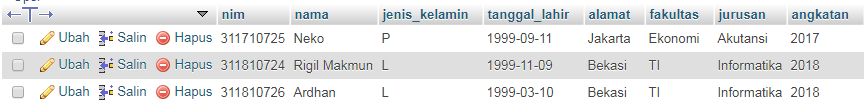 nim nama jenis_kelamin tanggal_lahir alamat fakultas jurusan angkatan
Ubah Salin Hapus 311710725 Neko P 1999-09-11 Jakarta Ekonomi Akutansi 2017
Ubah Salin Hapus 311810724 Rigil Makmun L 1999-11-09 Bekasi TI Informatika 2018
Ubah Salin Hapus 311810726 Ardhan L 1999-03-10 Bekasi TI Informatika 2018